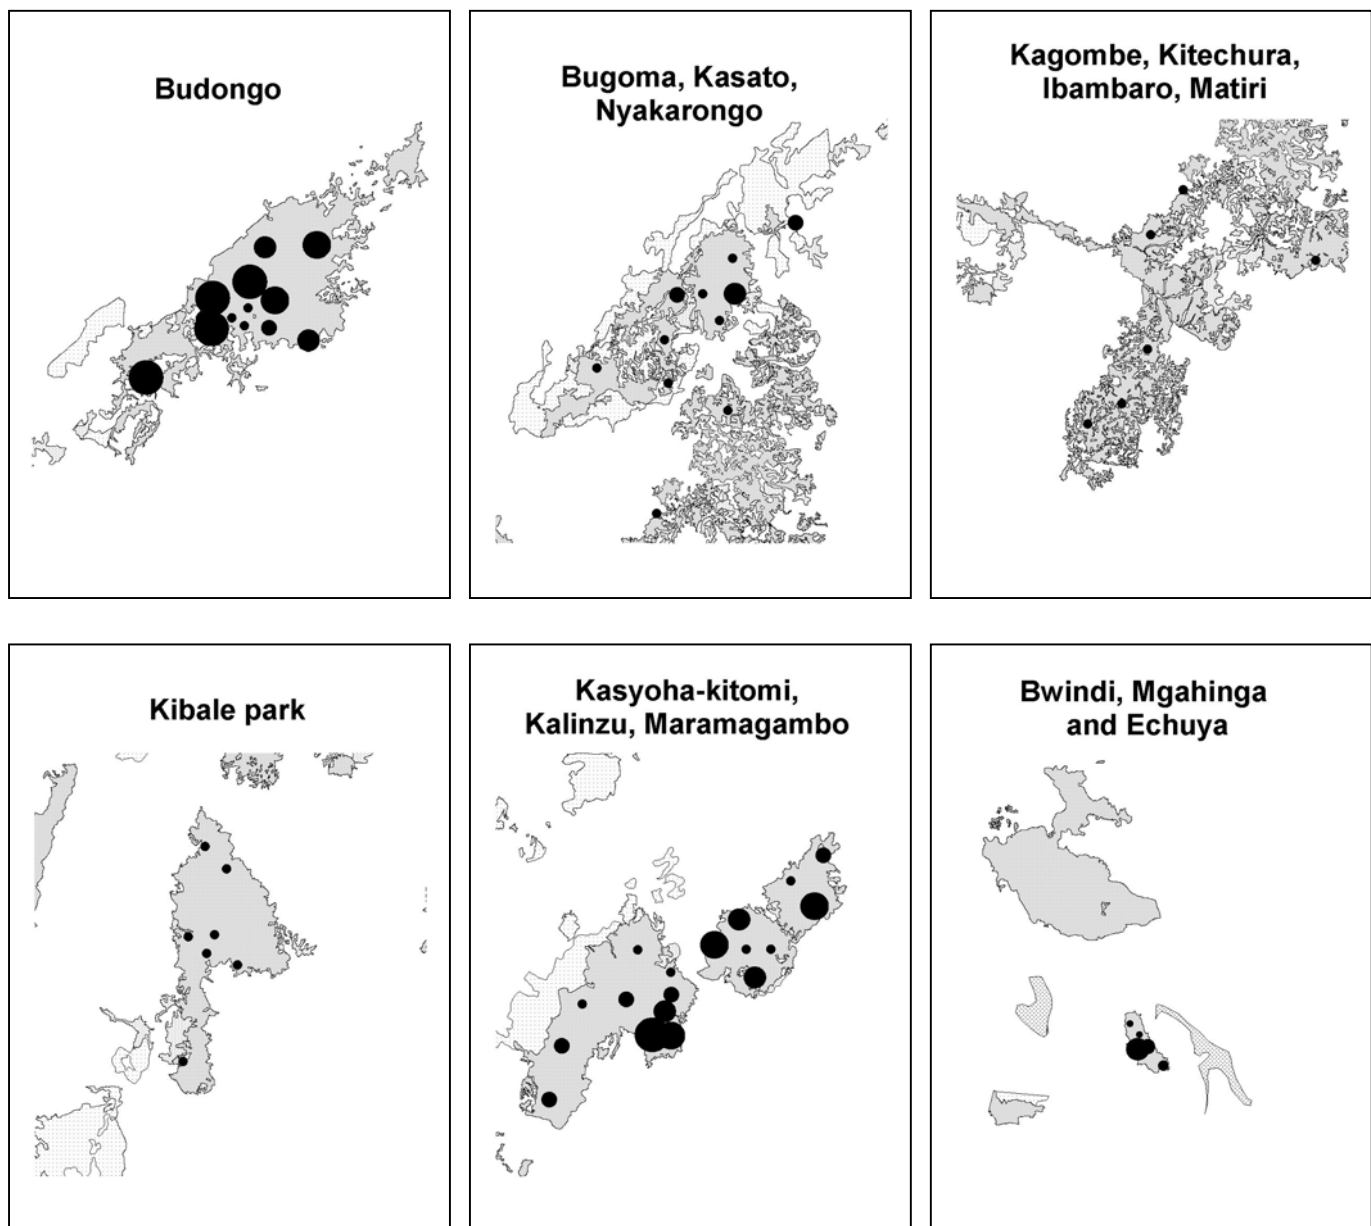 Budongo
Bugoma, Kasato,
Nyakarongo
Kagombe, Kitechura,
Ibambaro, Matiri
Kibale park
Kasyoha-kitomi,
Kalinzu, Maramagambo
Bwindi, Mgahinga
and Echuya